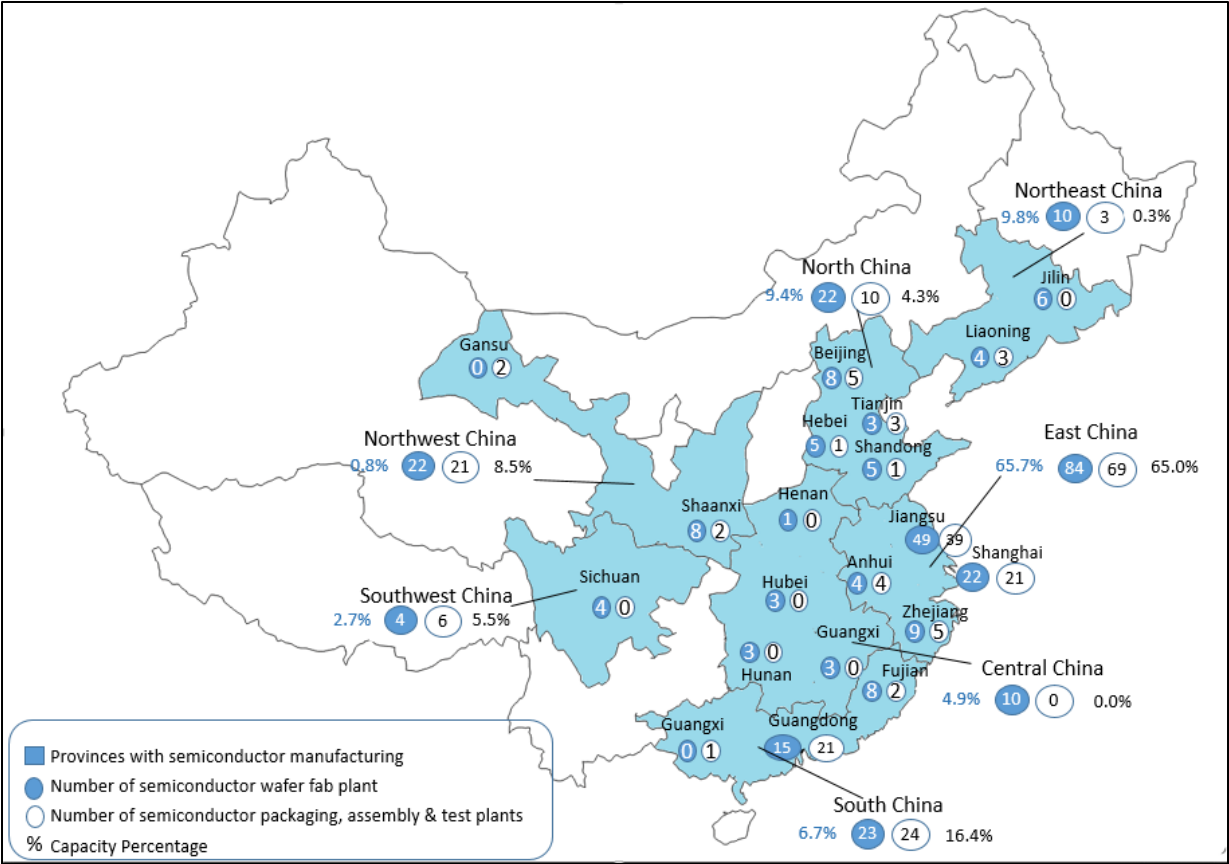 Northeast China
9.8% 10 3 0.3%
North China
9.4% 22 10 4.3%
Jilin
6 0
Liaoning
4 3
Gansu
0 2
Beijing
8 5
Tianjin
3 3
Hebei
5 1
Shandong
5 1
East China
65.7% 84 69 65.0%
Northwest China
0.8% 22 21 8.5%
Shaanxi
8 2
Henan
1 0
Jiangsu
49 39
Shanghai
22 21
Anhui
4 4
Southwest China
2.7% 4 6 5.5%
Sichuan
4 0
Hubei
3 0
Zhejiang
9 5
Guangxi
3 0
3 0
Hunan
Fujian
8 2
Central China
4.9% 10 0 0.0%
Guangxi
0 1
Guangdong
15 21
South China
6.7% 23 24 16.4%
Provinces with semiconductor manufacturing
Number of semiconductor wafer fab plant
Number of semiconductor packaging, assembly & test plants
% Capacity Percentage